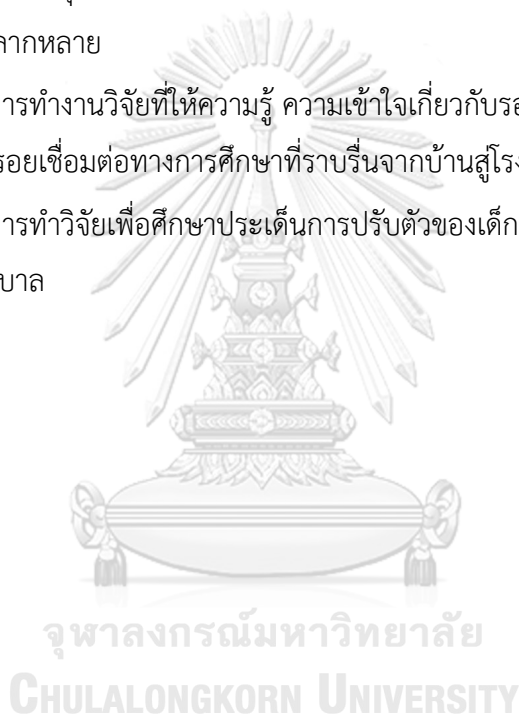 ลากหลาย
การทำงานวิจัยที่ให้ความรู้ ความเข้าใจเกี่ยวกับรอ
รอยเชื่อมต่อทางการศึกษาที่ราบรื่นจากบ้านสู่โรง
การทำวิจัยเพื่อศึกษาประเด็นการปรับตัวของเด็ก
บาล
จุฬาลงกรณ์มหาวิทยาลัย
CHULALONGKORN UNIVERSITY